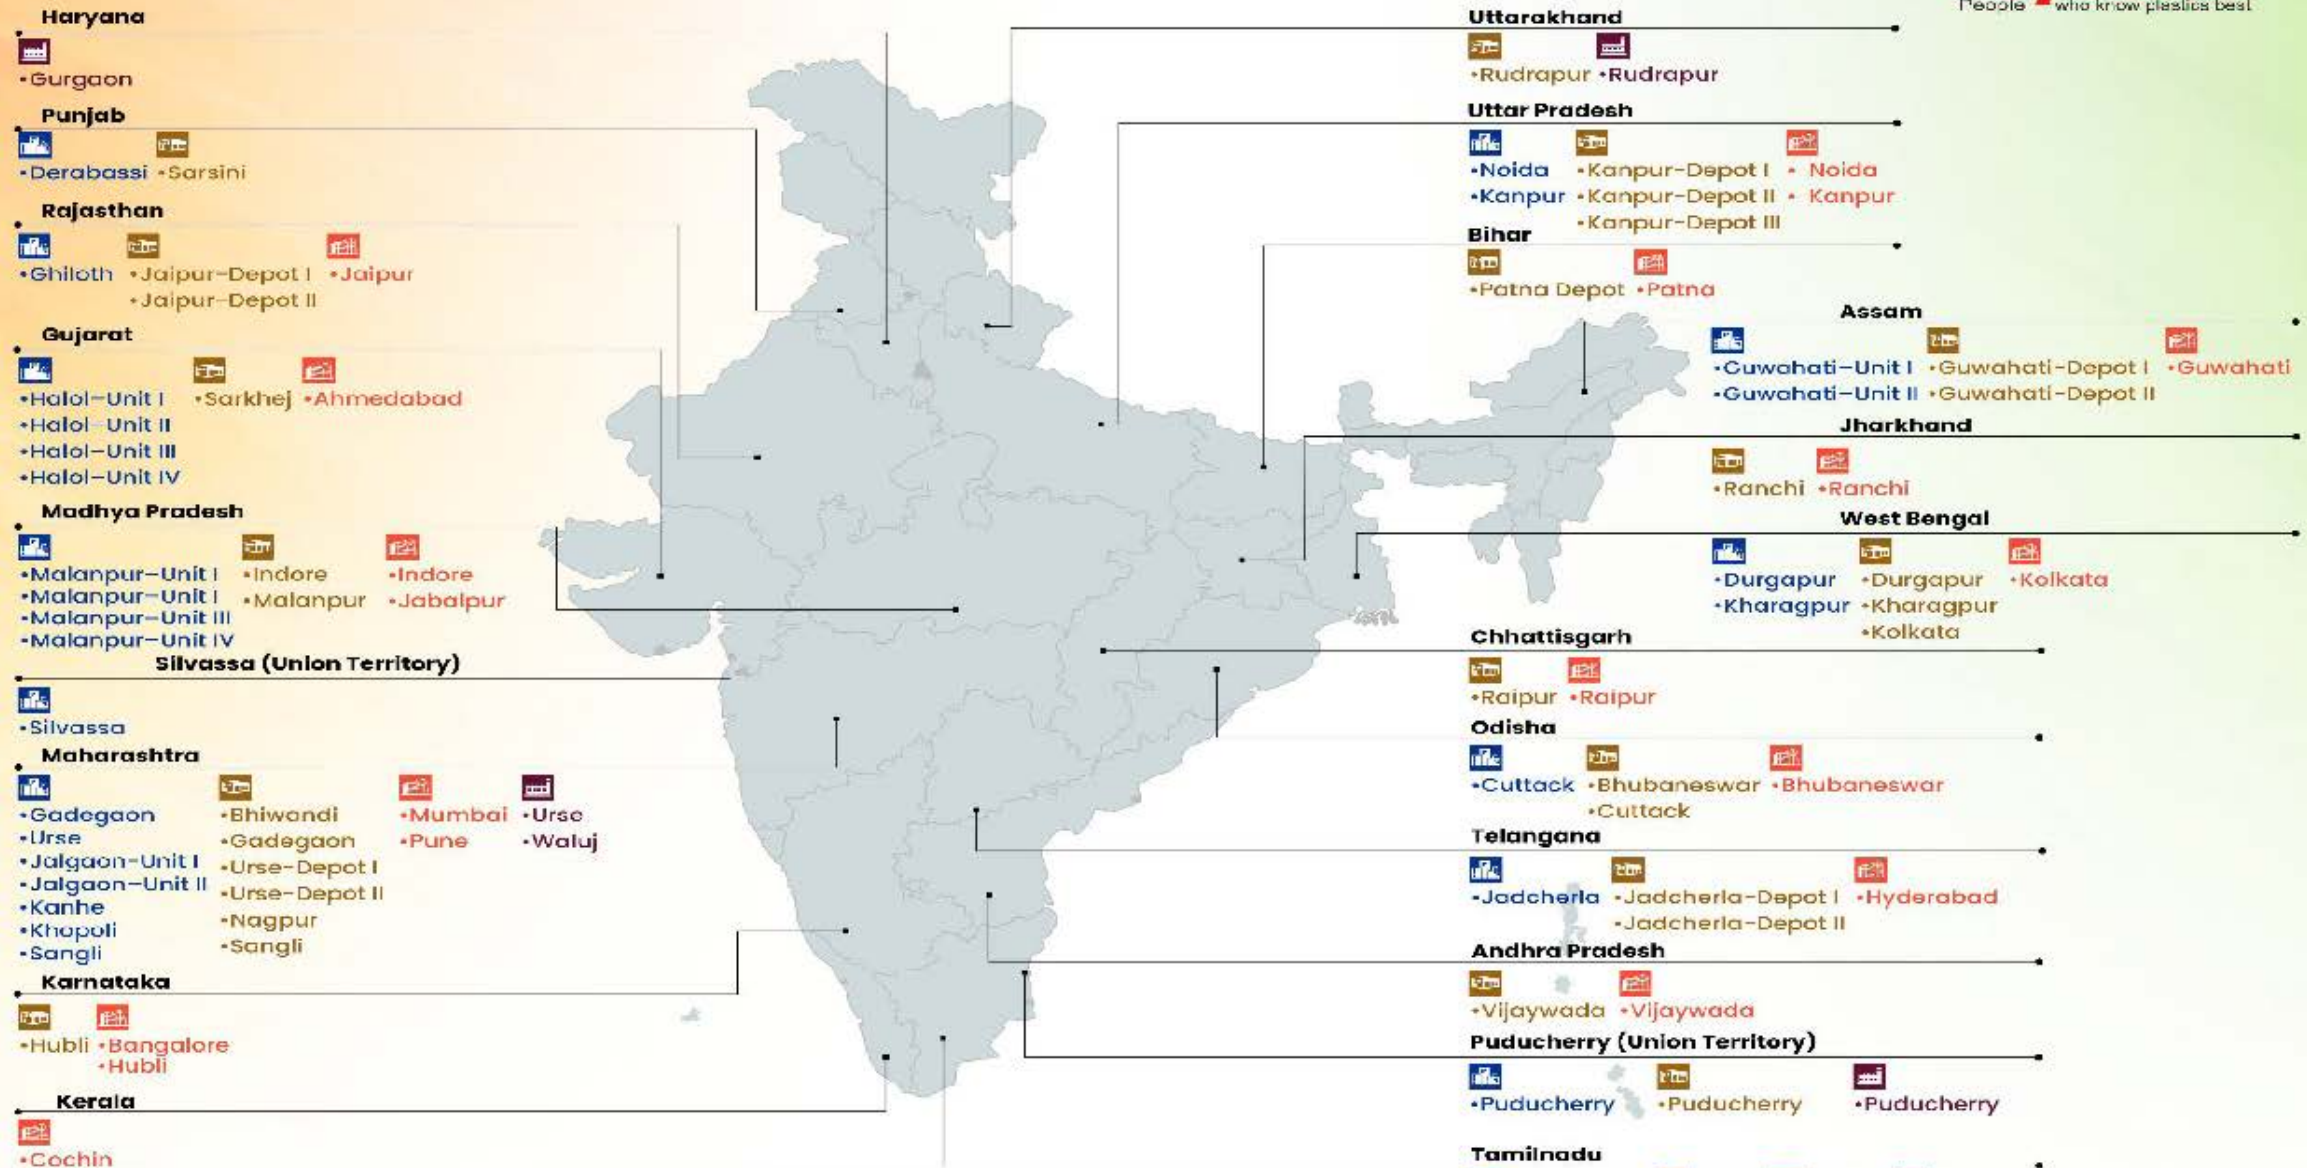 People who know plastics best
Haryana
•Gurgaon
Punjab
•Derabassi •Sarsini
Rajasthan
•Ghiloth •Jaipur-Depot I •Jaipur
•Jaipur-Depot II
Gujarat
•Halol-Unit I •Sarkhej •Ahmedabad
•Halol-Unit II
•Halol-Unit III
•Halol-Unit IV
Madhya Pradesh
•Malanpur-Unit I •Indore •Indore
•Malanpur-Unit I •Malanpur •Jabalpur
•Malanpur-Unit III
•Malanpur-Unit IV
Silvassa (Union Territory)
•Silvassa
Maharashtra
•Gadegaon •Bhiwandi •Mumbai •Urse
•Urse •Gadegaon •Pune •Waluj
•Jalgaon-Unit I •Urse-Depot I
•Jalgaon-Unit II •Urse-Depot II
•Kanhe •Nagpur
•Khopoli •Sangli
•Sangli
Karnataka
•Hubli •Bangalore
•Hubli
Kerala
•Cochin
Uttarakhand
•Rudrapur •Rudrapur
Uttar Pradesh
•Noida •Kanpur-Depot I • Noida
•Kanpur •Kanpur-Depot II • Kanpur
•Kanpur-Depot III
Bihar
•Patna Depot •Patna
Assam
•Guwahati-Unit I •Guwahati-Depot I •Guwahati
•Guwahati-Unit II •Guwahati-Depot II
Jharkhand
•Ranchi •Ranchi
West Bengal
•Durgapur •Durgapur •Kolkata
•Kharagpur •Kharagpur
•Kolkata
Chhattisgarh
•Raipur •Raipur
Odisha
•Cuttack •Bhubaneswar •Bhubaneswar
•Cuttack
Telangana
•Jadcherla •Jadcherla-Depot I •Hyderabad
•Jadcherla-Depot II
Andhra Pradesh
•Vijaywada •Vijaywada
Puducherry (Union Territory)
•Puducherry •Puducherry •Puducherry
Tamilnadu